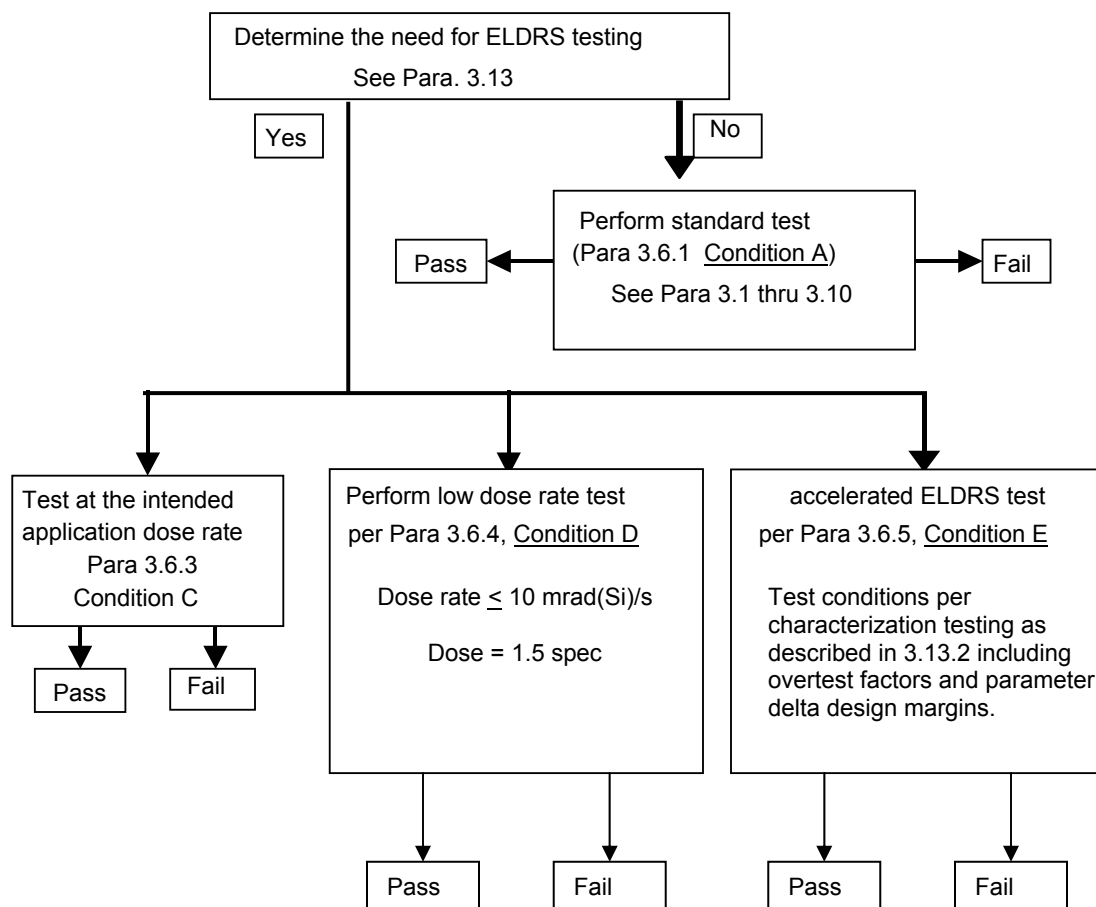 Determine the need for ELDRS testing
See Para. 3.13
Yes
No
Perform standard test
(Para 3.6.1 Condition A)
See Para 3.1 thru 3.10
Pass
Fail
Test at the intended
application dose rate
Para 3.6.3
Condition C
Pass
Fail
Perform low dose rate test
per Para 3.6.4, Condition D
Dose rate ≤ 10 mrad(Si)/s
Dose = 1.5 spec
Pass
Fail
accelerated ELDRS test
per Para 3.6.5, Condition E
Test conditions per
characterization testing as
described in 3.13.2 including
overtest factors and parameter
delta design margins.
Pass
Fail